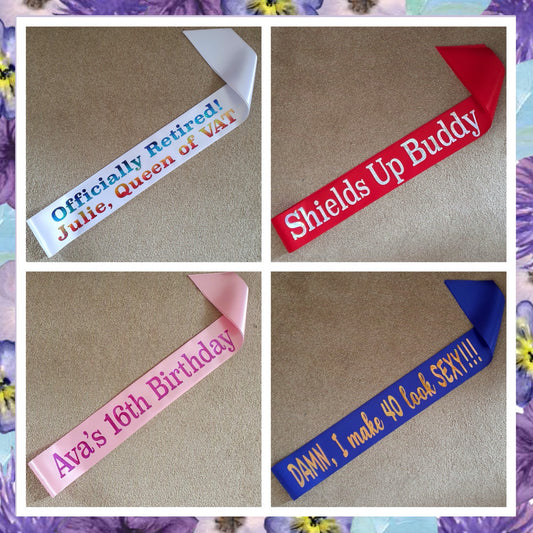 Officially Retired!
Julie, Queen of VAT
Shields Up Buddy
Ava's 16th Birthday
DAMN, I make 40 look SEXY!!!